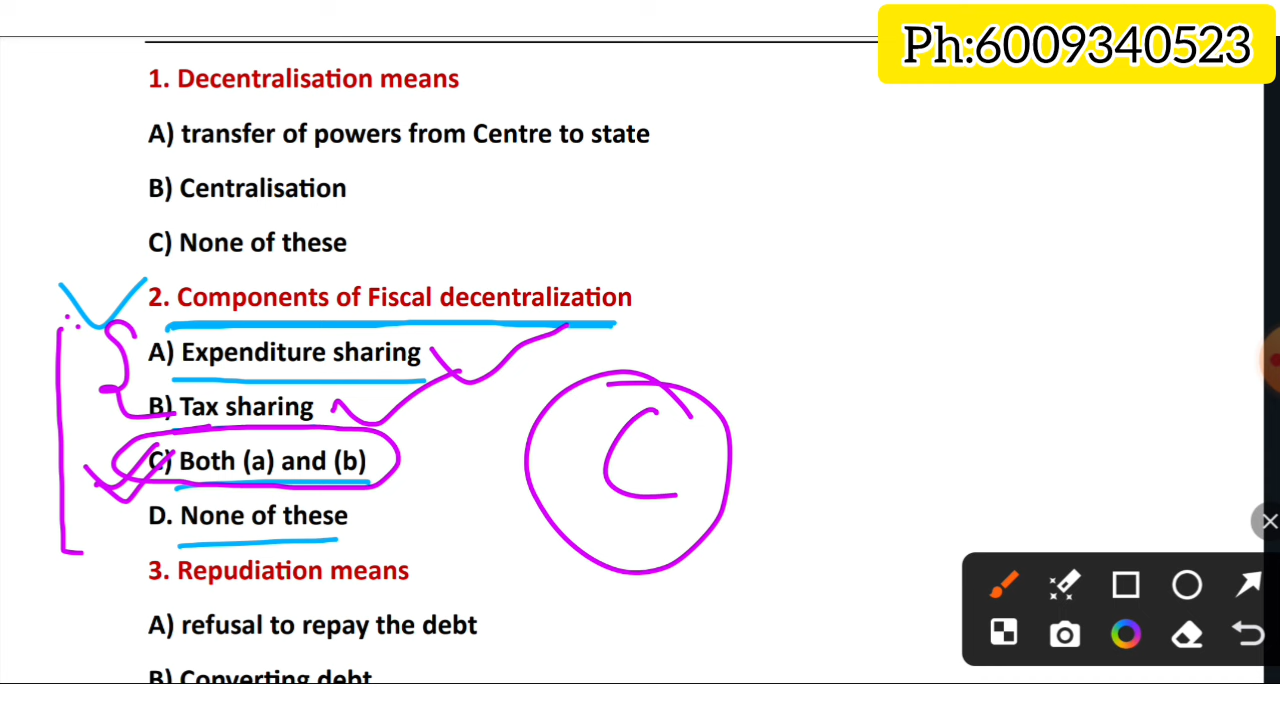 Ph:6009340523
1. Decentralisation means
A) transfer of powers from Centre to state
B) Centralisation
C) None of these
2. Components of Fiscal decentralization
A) Expenditure sharing
B) Tax sharing
C) Both (a) and (b)
C
D. None of these
3. Repudiation means
A) refusal to repay the debt
B) Converting debt